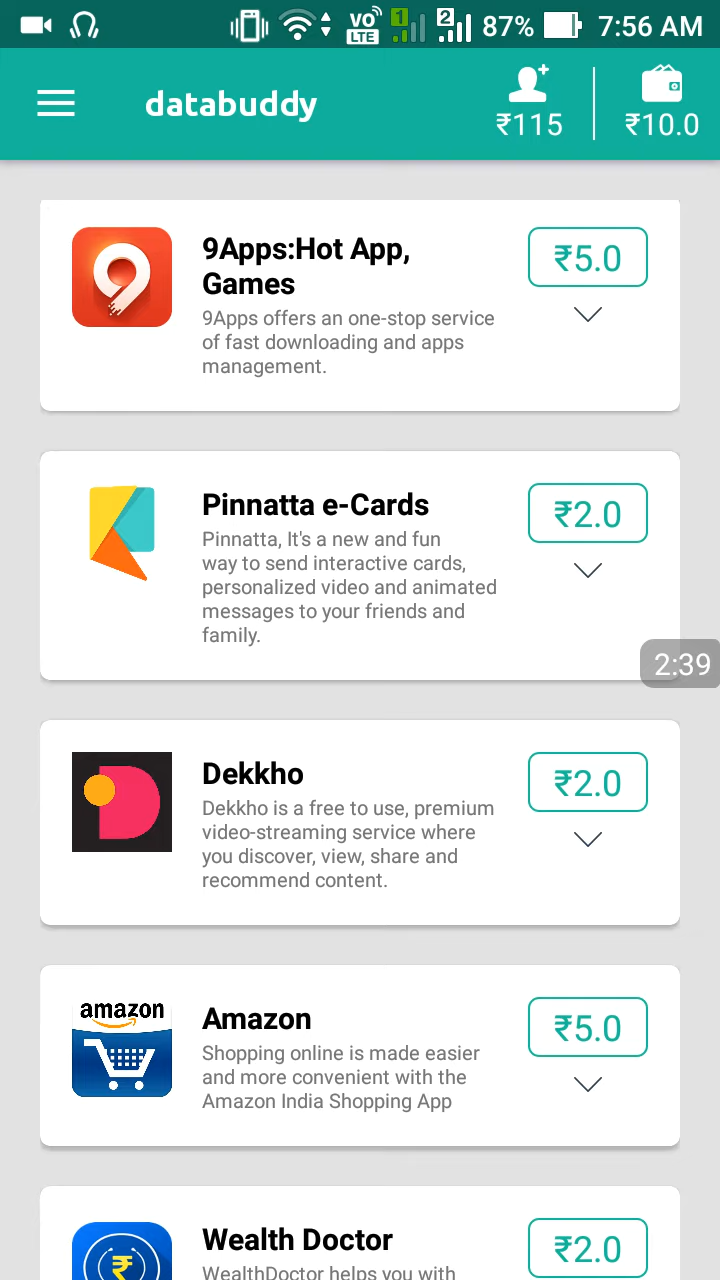 VO LTE 1 2 87% 7:56 AM
databuddy
₹115
₹10.0
9Apps:Hot App,
Games
9Apps offers an one-stop service
of fast downloading and apps
management.
₹5.0
Pinnatta e-Cards
Pinnatta, It's a new and fun
way to send interactive cards,
personalized video and animated
messages to your friends and
family.
₹2.0
2:39
Dekkho
Dekkho is a free to use, premium
video-streaming service where
you discover, view, share and
recommend content.
₹2.0
amazon
Amazon
Shopping online is made easier
and more convenient with the
Amazon India Shopping App
₹5.0
₹
Wealth Doctor
WealthDoctor helps you with
₹2.0